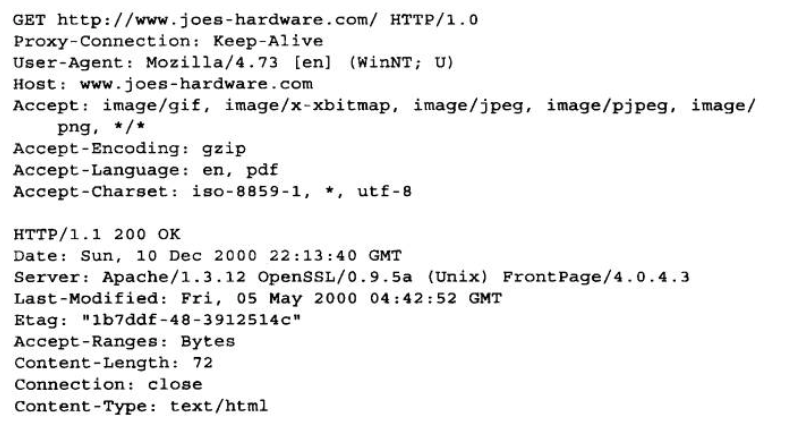 GET http://www.joes-hardware.com/ HTTP/1.0
Proxy-Connection: Keep-Alive
User-Agent: Mozilla/4.73 [en] (WinNT; U)
Host: www.joes-hardware.com
Accept: image/gif, image/x-xbitmap, image/jpeg, image/pjpeg, image/
png, */*
Accept-Encoding: gzip
Accept-Language: en, pdf
Accept-Charset: iso-8859-1, *, utf-8
HTTP/1.1 200 OK
Date: Sun, 10 Dec 2000 22:13:40 GMT
Server: Apache/1.3.12 OpenSSL/0.9.5a (Unix) FrontPage/4.0.4.3
Last-Modified: Fri, 05 May 2000 04:42:52 GMT
Etag: "1b7ddf-48-3912514c"
Accept-Ranges: Bytes
Content-Length: 72
Connection: close
Content-Type: text/html